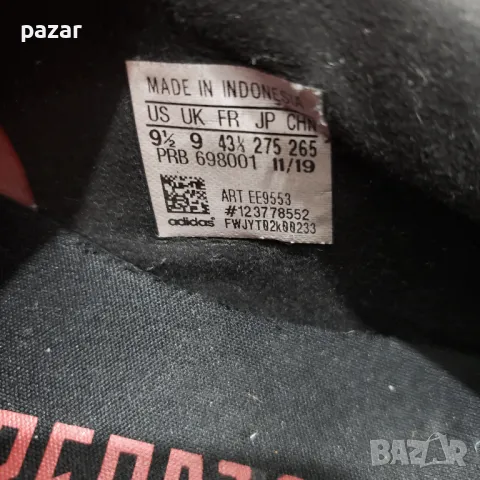 pazar
MADE IN INDONESIA
US UK FR JP CHN
9½ 9 43⅓ 275 265
PRB 698001 11/19
ART EE9553
#123778552
adidas FWJYT02k00233
BAZAR